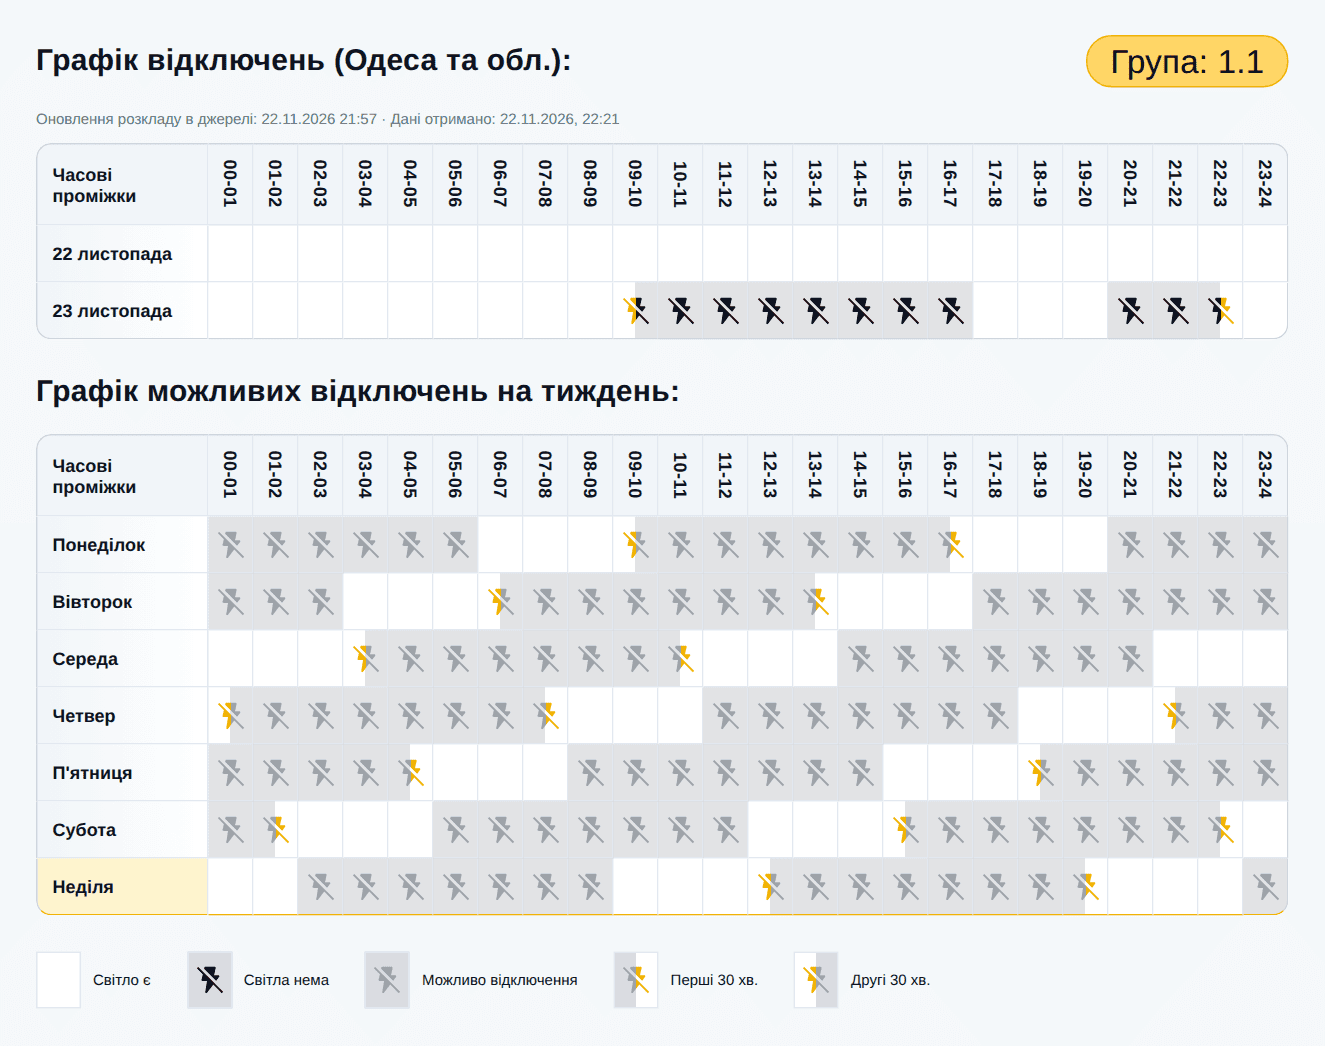 Графік відключень (Одеса та обл.):
Група: 1.1
Оновлення розкладу в джерелі: 22.11.2026 21:57 · Дані отримано: 22.11.2026, 22:21
Часові
проміжки
00-01
01-02
02-03
03-04
04-05
05-06
06-07
07-08
08-09
09-10
10-11
11-12
12-13
13-14
14-15
15-16
16-17
17-18
18-19
19-20
20-21
21-22
22-23
23-24
22 листопада
23 листопада
Графік можливих відключень на тиждень:
Часові
проміжки
00-01
01-02
02-03
03-04
04-05
05-06
06-07
07-08
08-09
09-10
10-11
11-12
12-13
13-14
14-15
15-16
16-17
17-18
18-19
19-20
20-21
21-22
22-23
23-24
Понеділок
Вівторок
Середа
Четвер
П'ятниця
Субота
Неділя
Світло є
Світла нема
Можливо відключення
Перші 30 хв.
Другі 30 хв.